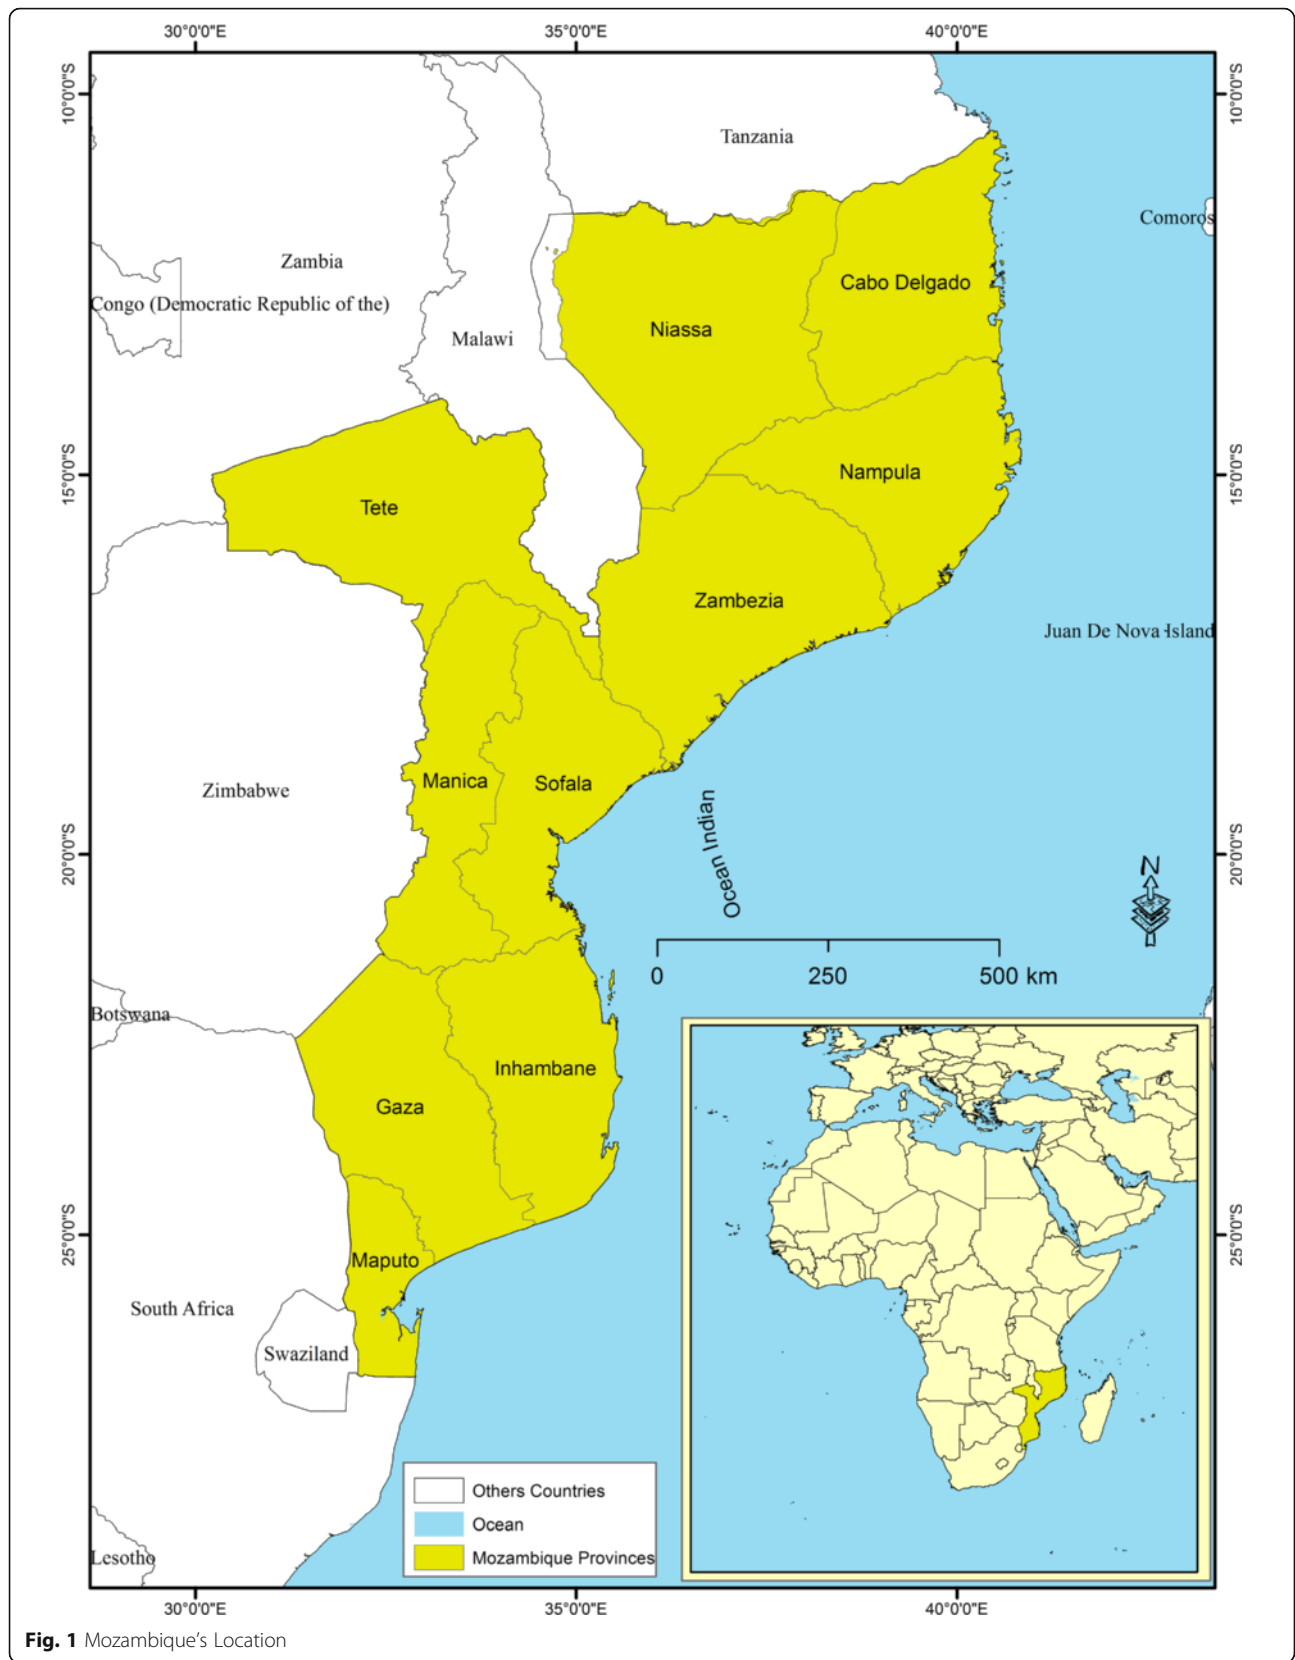 30°0'0"E
35°0'0"E
40°0'0"E
10°0'0"S
10°0'0"S
Tanzania
Comoros
Zambia
Cabo Delgado
Congo (Democratic Republic of the)
Niassa
Malawi
15°0'0"S
Nampula
15°0'0"S
Tete
Zambezia
Juan De Nova Island
Manica
Sofala
Zimbabwe
Ocean Indian
20°0'0"S
20°0'0"S
N
0
250
500 km
Botswana
Inhambane
Gaza
25°0'0"S
25°0'0"S
Maputo
South Africa
Swaziland
Others Countries
Ocean
Mozambique Provinces
Lesotho
30°0'0"E
35°0'0"E
40°0'0"E
Fig. 1 Mozambique's Location